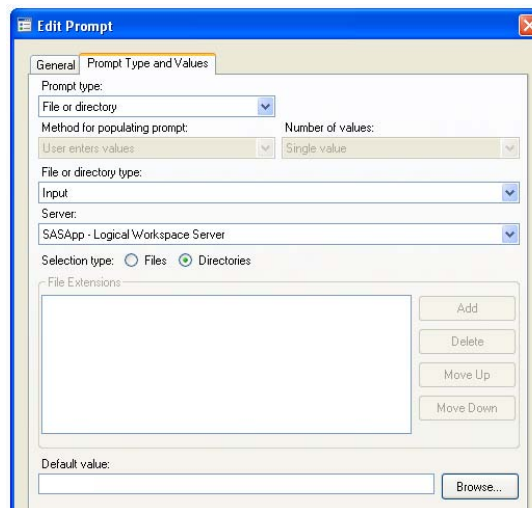 Edit Prompt
General Prompt Type and Values
Prompt type:
File or directory
Method for populating prompt: Number of values:
User enters values Single value
File or directory type:
Input
Server:
SASApp - Logical Workspace Server
Selection type: Files Directories
File Extensions
Add
Delete
Move Up
Move Down
Default value:
Browse...